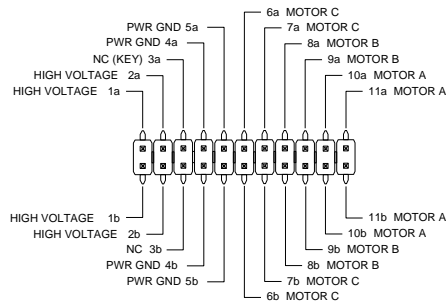 6a MOTOR C
PWR GND 5a
7a MOTOR C
PWR GND 4a
8a MOTOR B
NC (KEY) 3a
9a MOTOR B
HIGH VOLTAGE 2a
10a MOTOR A
HIGH VOLTAGE 1a
11a MOTOR A
HIGH VOLTAGE 1b
11b MOTOR A
HIGH VOLTAGE 2b
10b MOTOR A
NC 3b
9b MOTOR B
PWR GND 4b
8b MOTOR B
PWR GND 5b
7b MOTOR C
6b MOTOR C